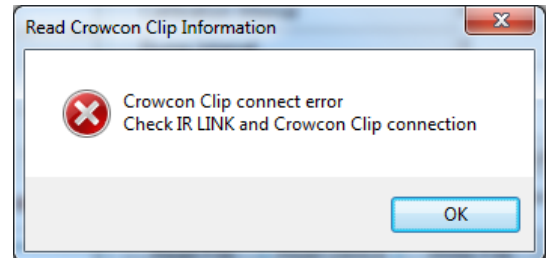 Read Crowcon Clip Information
Crowcon Clip connect error
Check IR LINK and Crowcon Clip connection
OK